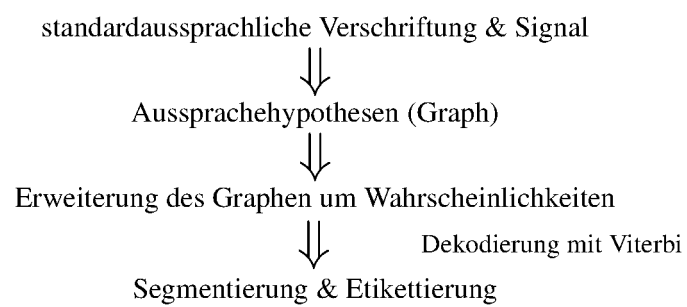 standardaussprachliche Verschriftung & Signal
Aussprachehypothesen (Graph)
Erweiterung des Graphen um Wahrscheinlichkeiten
Dekodierung mit Viterbi
Segmentierung & Etikettierung